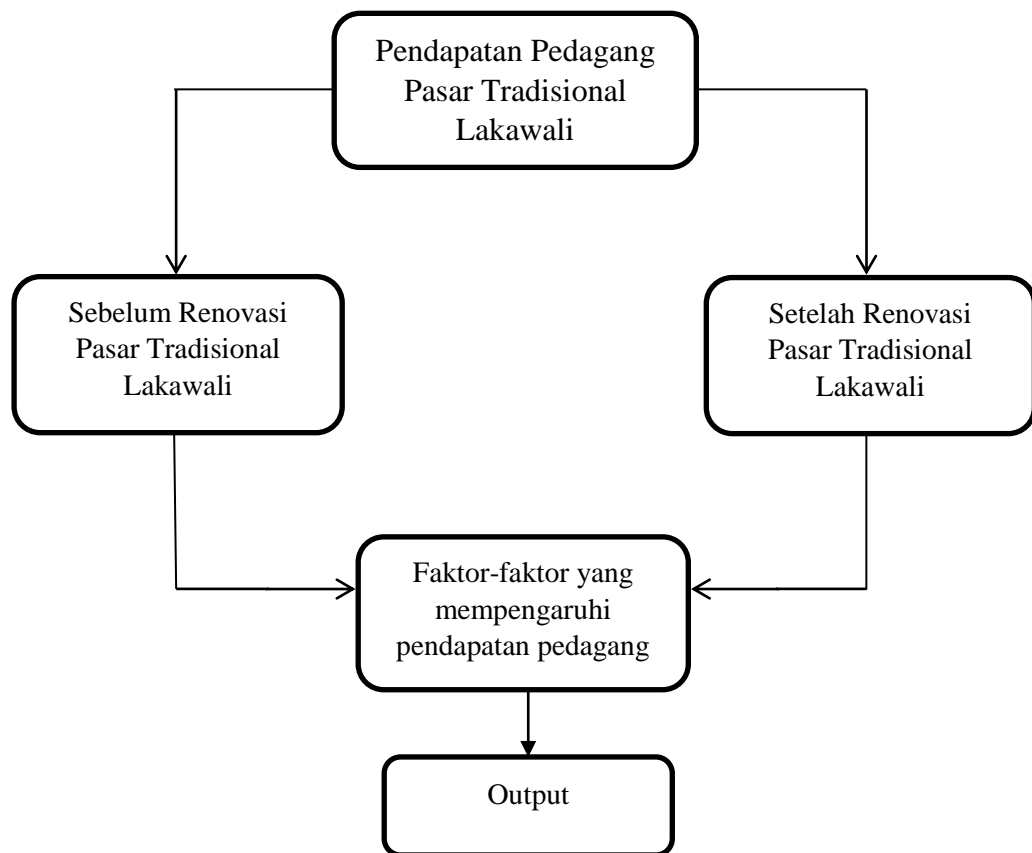 Pendapatan Pedagang
Pasar Tradisional
Lakawali
Sebelum Renovasi
Pasar Tradisional
Lakawali
Setelah Renovasi
Pasar Tradisional
Lakawali
Faktor-faktor yang
mempengaruhi
pendapatan pedagang
Output